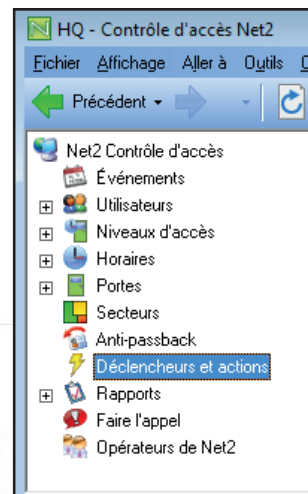 HQ - Contrôle d'accès Net2
Fichier Affichage Aller à Outils
Précédent
Net2 Contrôle d'accès
Événements
Utilisateurs
Niveaux d'accès
Horaires
Portes
Secteurs
Anti-passback
Déclencheurs et actions
Rapports
Faire l'appel
Opérateurs de Net2